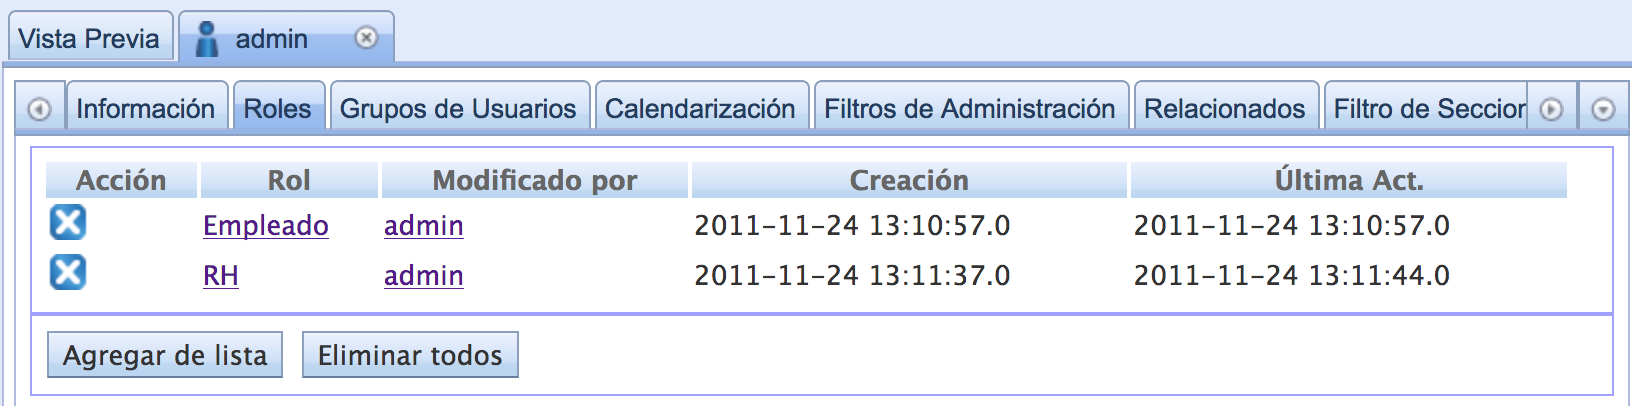 Vista Previa admin
Información Roles Grupos de Usuarios Calendarización Filtros de Administración Relacionados Filtro de Seccior
Acción Rol Modificado por Creación Última Act.
Empleado admin 2011-11-24 13:10:57.0 2011-11-24 13:10:57.0
RH admin 2011-11-24 13:11:37.0 2011-11-24 13:11:44.0
Agregar de lista Eliminar todos